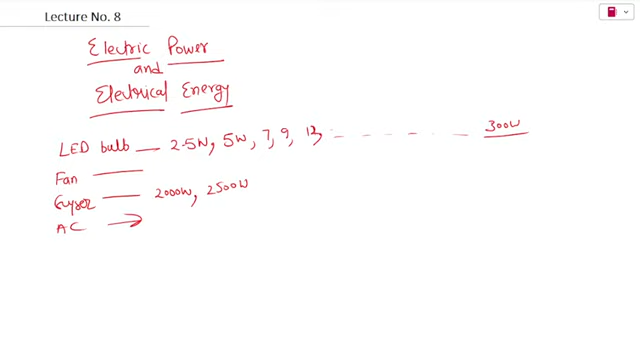 Lecture No. 8
Electric Power
and
Electrical Energy
LED bulb — 2.5W, 5W, 7, 9, 12, - - - - - - - 300W
Fan —
Geyser — 2000W, 2500W
AC →